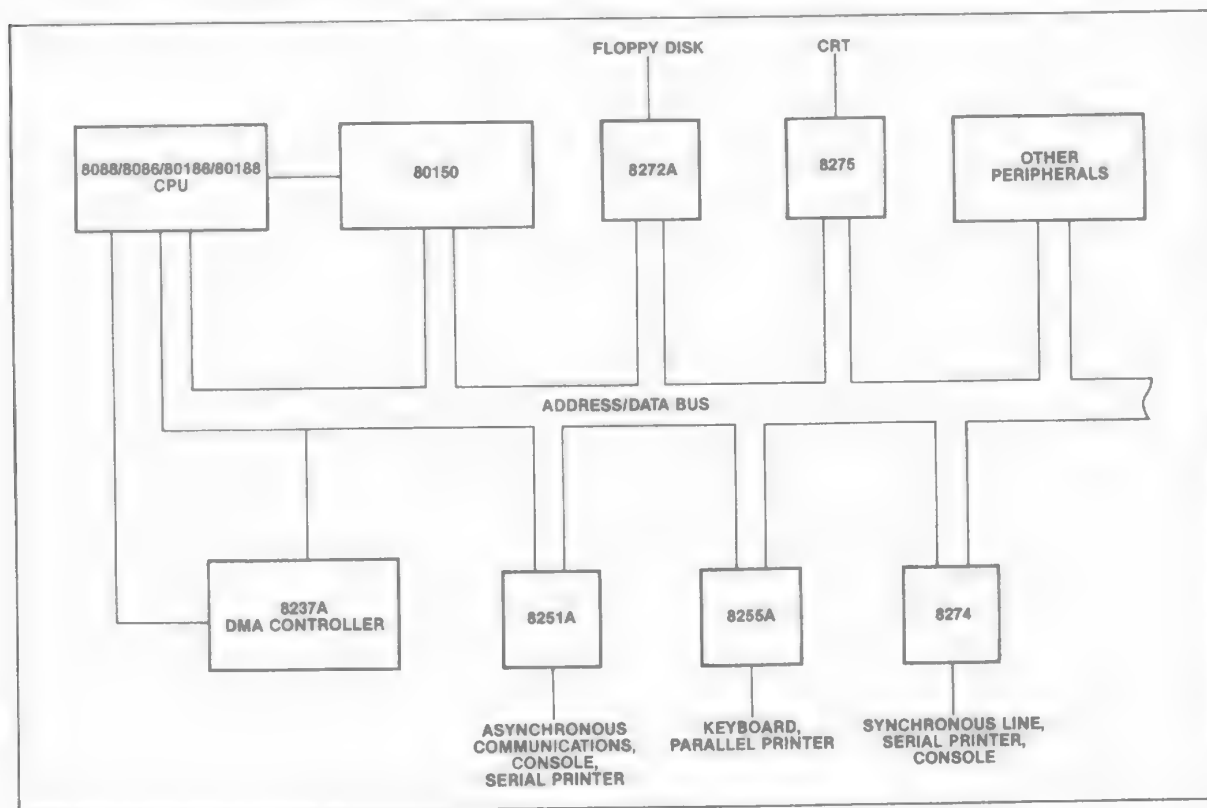 FLOPPY DISK
CRT
8088/8086/80186/80188
CPU
80150
8272A
8275
OTHER
PERIPHERALS
ADDRESS/DATA BUS
8237A
DMA CONTROLLER
8251A
8255A
8274
ASYNCHRONOUS
COMMUNICATIONS,
CONSOLE,
SERIAL PRINTER
KEYBOARD,
PARALLEL PRINTER
SYNCHRONOUS LINE,
SERIAL PRINTER,
CONSOLE